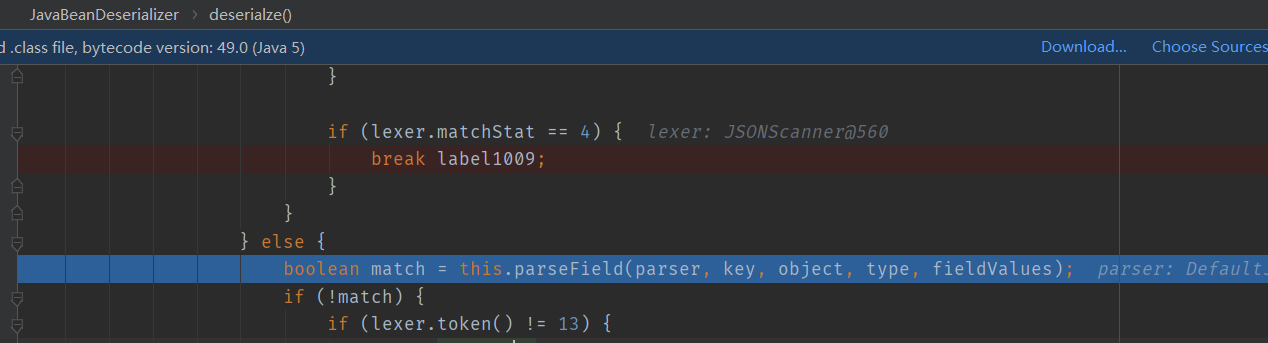 JavaBeanDeserializer › deserialze()
d .class file, bytecode version: 49.0 (Java 5) Download... Choose Sources
}
if (lexer.matchStat == 4) { lexer: JSONScanner@560
break label1009;
}
}
} else {
boolean match = this.parseField(parser, key, object, type, fieldValues); parser: DefaultJ
if (!match) {
if (lexer.token() != 13) {